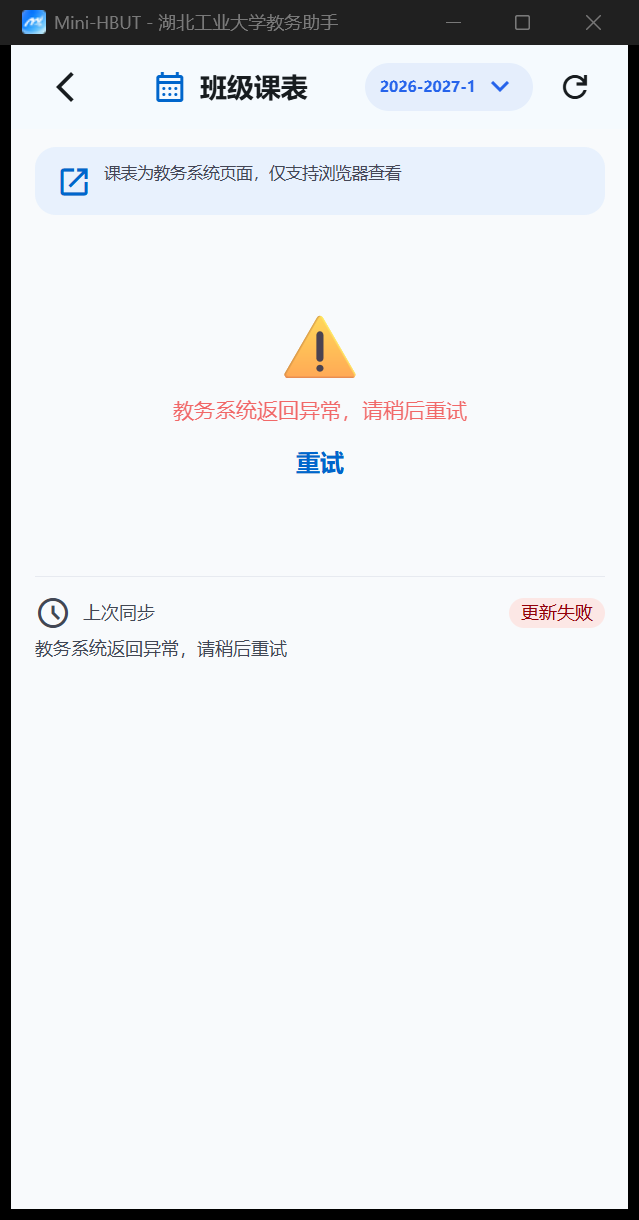 Mini-HBUT - 湖北工业大学教务助手
班级课表
2026-2027-1
课表为教务系统页面，仅支持浏览器查看
教务系统返回异常，请稍后重试
重试
上次同步
更新失败
教务系统返回异常，请稍后重试